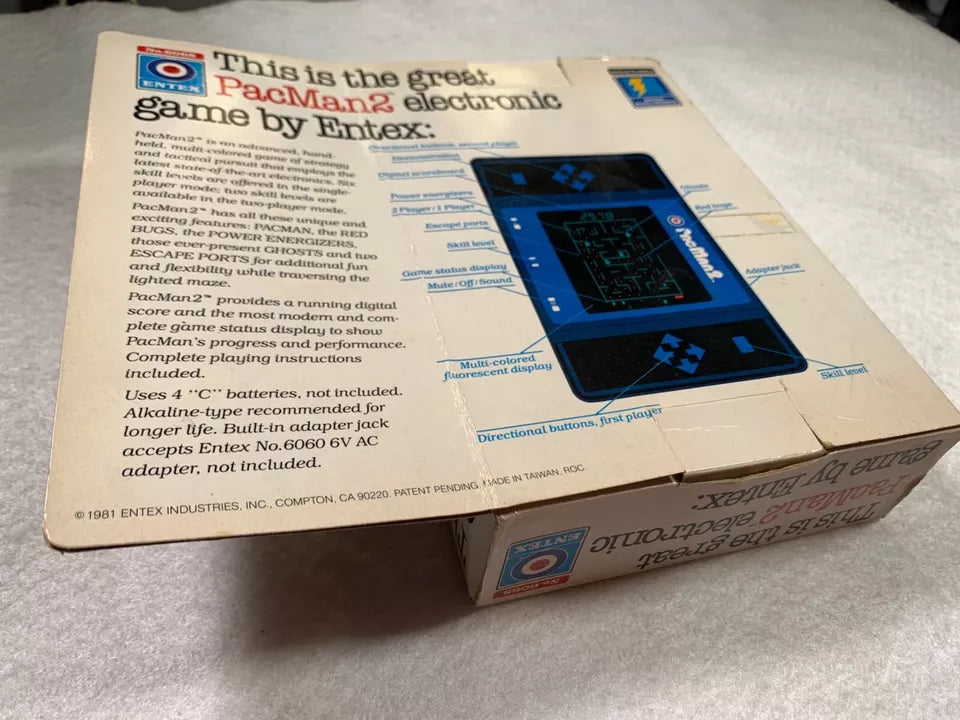 No.6065
ENTEX
This is the great
PacMan2™ electronic
game by Entex:
PacMan2™ is an advanced, hand-
held, multi-colored game of strategy
and tactical pursuit that employs the
latest state-of-the-art electronics. Six
skill levels are offered in the single-
player mode; two skill levels are
available in the two-player mode.
PacMan2™ has all these unique and
exciting features: PACMAN, the RED
BUGS, the POWER ENERGIZERS,
those ever-present GHOSTS and two
ESCAPE PORTS for additional fun
and flexibility while traversing the
lighted maze.
PacMan2™ provides a running digital
score and the most modern and com-
plete game status display to show
PacMan's progress and performance.
Complete playing instructions
included.
Uses 4 "C" batteries, not included.
Alkaline-type recommended for
longer life. Built-in adapter jack
accepts Entex No.6060 6V AC
adapter, not included.
© 1981 ENTEX INDUSTRIES, INC., COMPTON, CA 90220. PATENT PENDING. MADE IN TAIWAN, ROC.
Directional buttons, second player
Demonstration
Digital scoreboard
Power energizers
2 Player/1 Player
Escape ports
Skill level
Game status display
Mute/Off/Sound
Multi-colored
fluorescent display
Directional buttons, first player
Ghosts
Red bugs
Adapter jack
Skill level
PacMan2
This is the great
PacMan2™ electronic
game by Entex:
ENTEX
No.6065